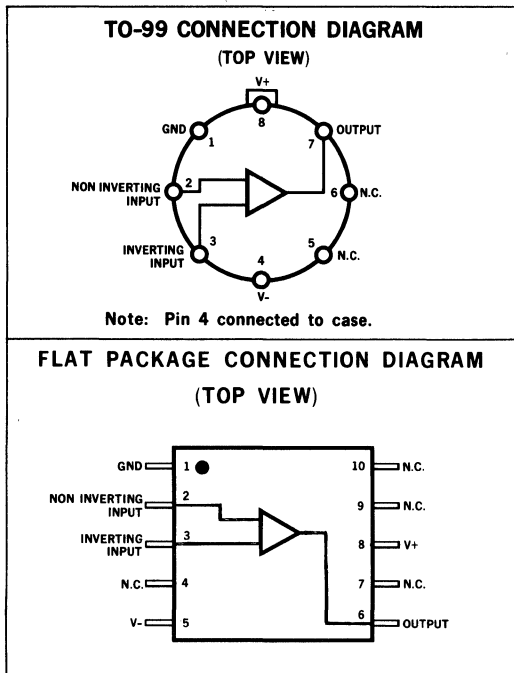 TO-99 CONNECTION DIAGRAM
(TOP VIEW)
V+
8
GND
1
OUTPUT
7
NON INVERTING
INPUT
2
6
N.C.
INVERTING
INPUT
3
4
5
N.C.
V-
Note: Pin 4 connected to case.
FLAT PACKAGE CONNECTION DIAGRAM
(TOP VIEW)
GND
1
10
N.C.
NON INVERTING
INPUT
2
9
N.C.
INVERTING
INPUT
3
8
V+
N.C.
4
7
N.C.
V-
5
6
OUTPUT